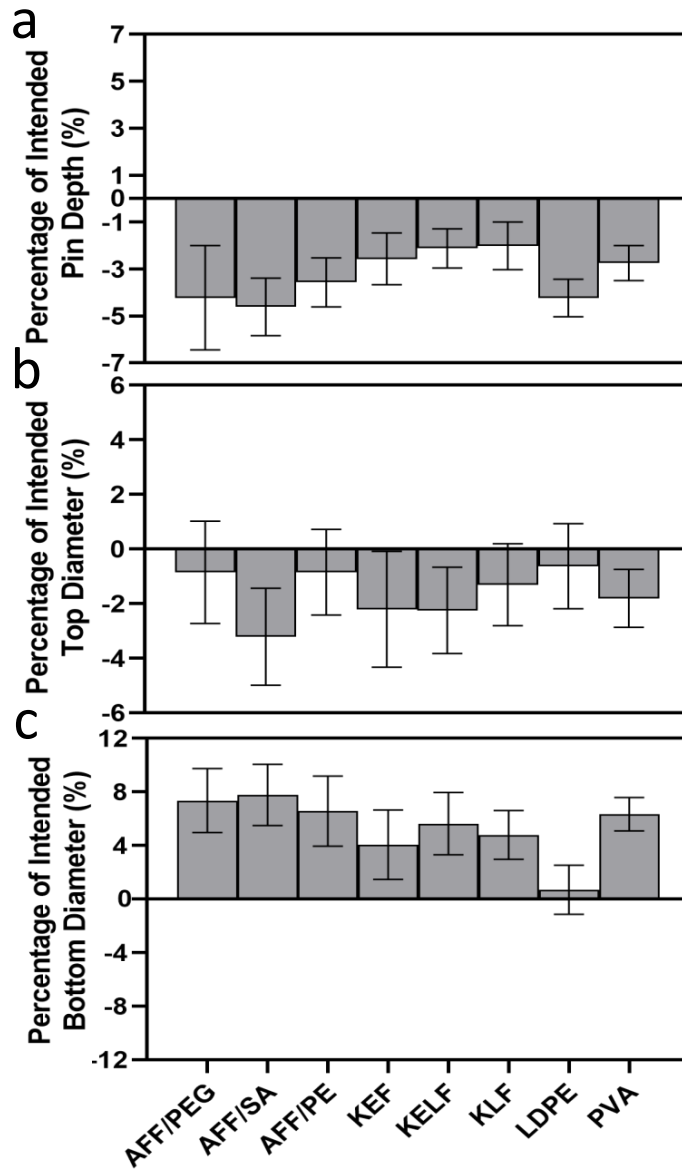 a
Percentage of Intended
Pin Depth (%)
7
5
3
1
0
-1
-3
-5
-7
b
Percentage of Intended
Top Diameter (%)
6
4
2
0
-2
-4
-6
c
Percentage of Intended
Bottom Diameter (%)
12
8
4
0
-4
-8
-12
AFF/PEG
AFF/SA
AFF/PE
KEF
KELF
KLF
LDPE
PVA